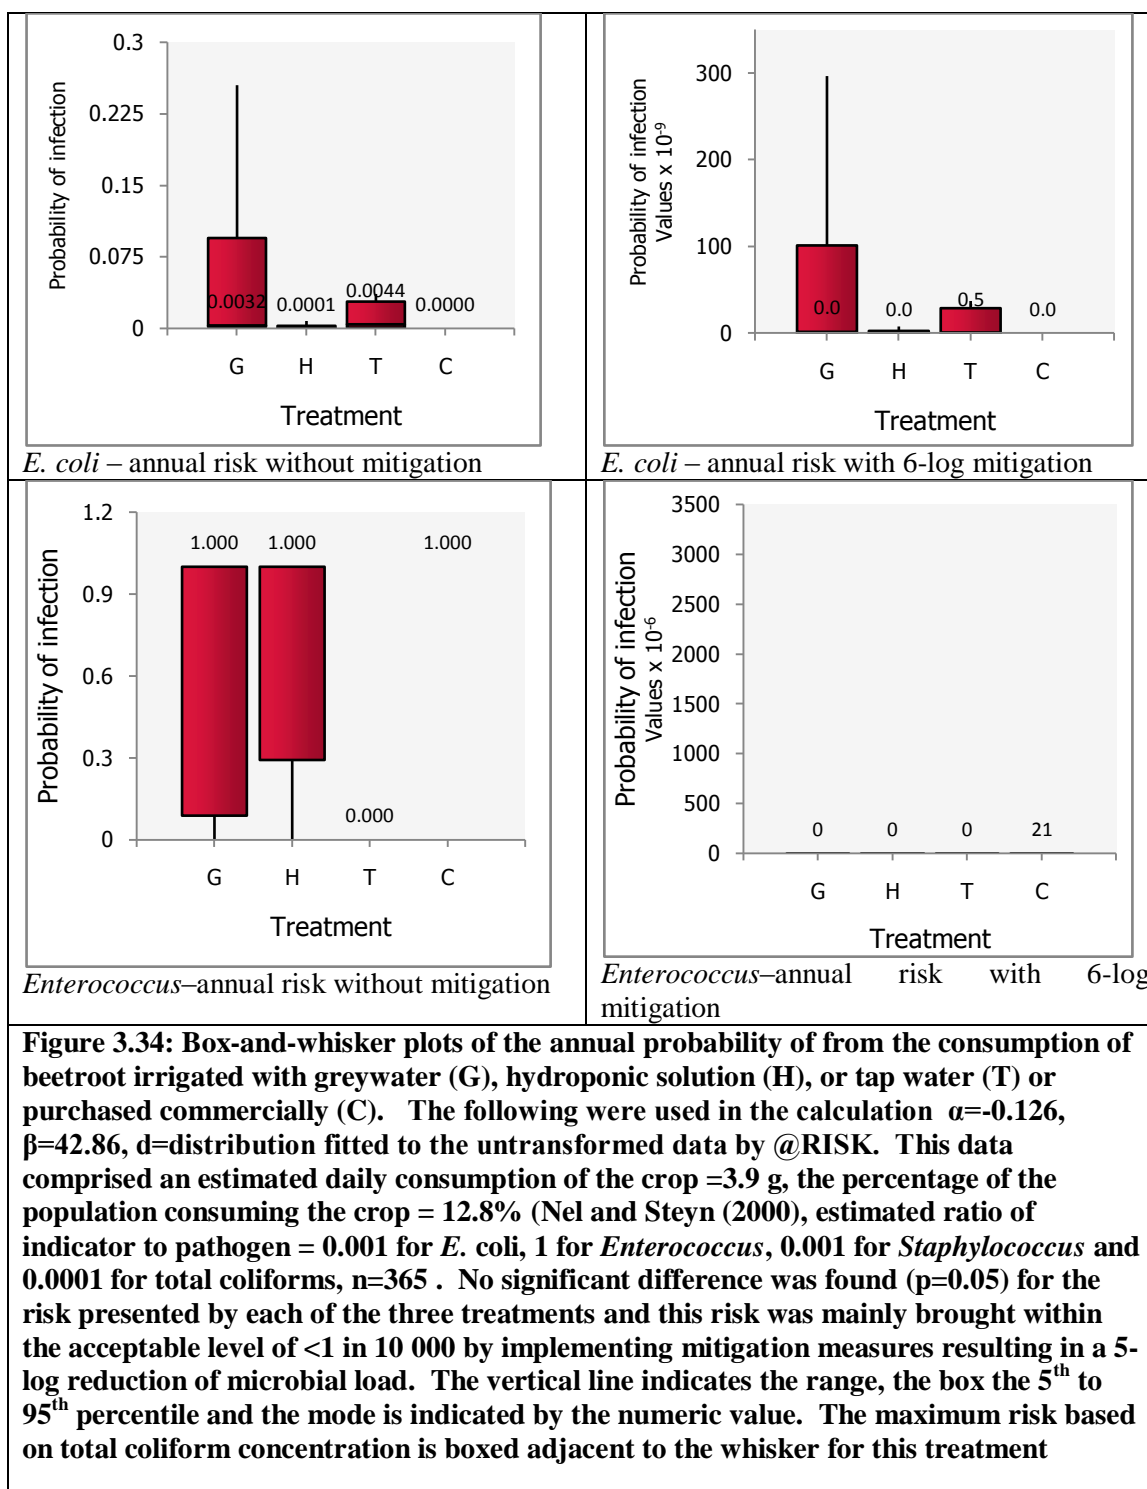 0.3
0.225
0.15
0.075
0
Probability of infection
0.0032
0.0001
0.0044
0.0000
G H T C
Treatment
E. coli – annual risk without mitigation
300
200
100
0
Probability of infection
Values x 10-9
0.0
0.0
0.5
0.0
G H T C
Treatment
E. coli – annual risk with 6-log mitigation
1.2
0.9
0.6
0.3
0
Probability of infection
1.000
1.000
0.000
1.000
G H T C
Treatment
Enterococcus–annual risk without mitigation
3500
3000
2500
2000
1500
1000
500
0
Probability of infection
Values x 10-6
0 0 0 21
G H T C
Treatment
Enterococcus–annual risk with 6-log
mitigation
Figure 3.34: Box-and-whisker plots of the annual probability of from the consumption of
beetroot irrigated with greywater (G), hydroponic solution (H), or tap water (T) or
purchased commercially (C). The following were used in the calculation α=-0.126,
β=42.86, d=distribution fitted to the untransformed data by @RISK. This data
comprised an estimated daily consumption of the crop =3.9 g, the percentage of the
population consuming the crop = 12.8% (Nel and Steyn (2000), estimated ratio of
indicator to pathogen = 0.001 for E. coli, 1 for Enterococcus, 0.001 for Staphylococcus and
0.0001 for total coliforms, n=365 . No significant difference was found (p=0.05) for the
risk presented by each of the three treatments and this risk was mainly brought within
the acceptable level of <1 in 10 000 by implementing mitigation measures resulting in a 5-
log reduction of microbial load. The vertical line indicates the range, the box the 5th to
95th percentile and the mode is indicated by the numeric value. The maximum risk based
on total coliform concentration is boxed adjacent to the whisker for this treatment